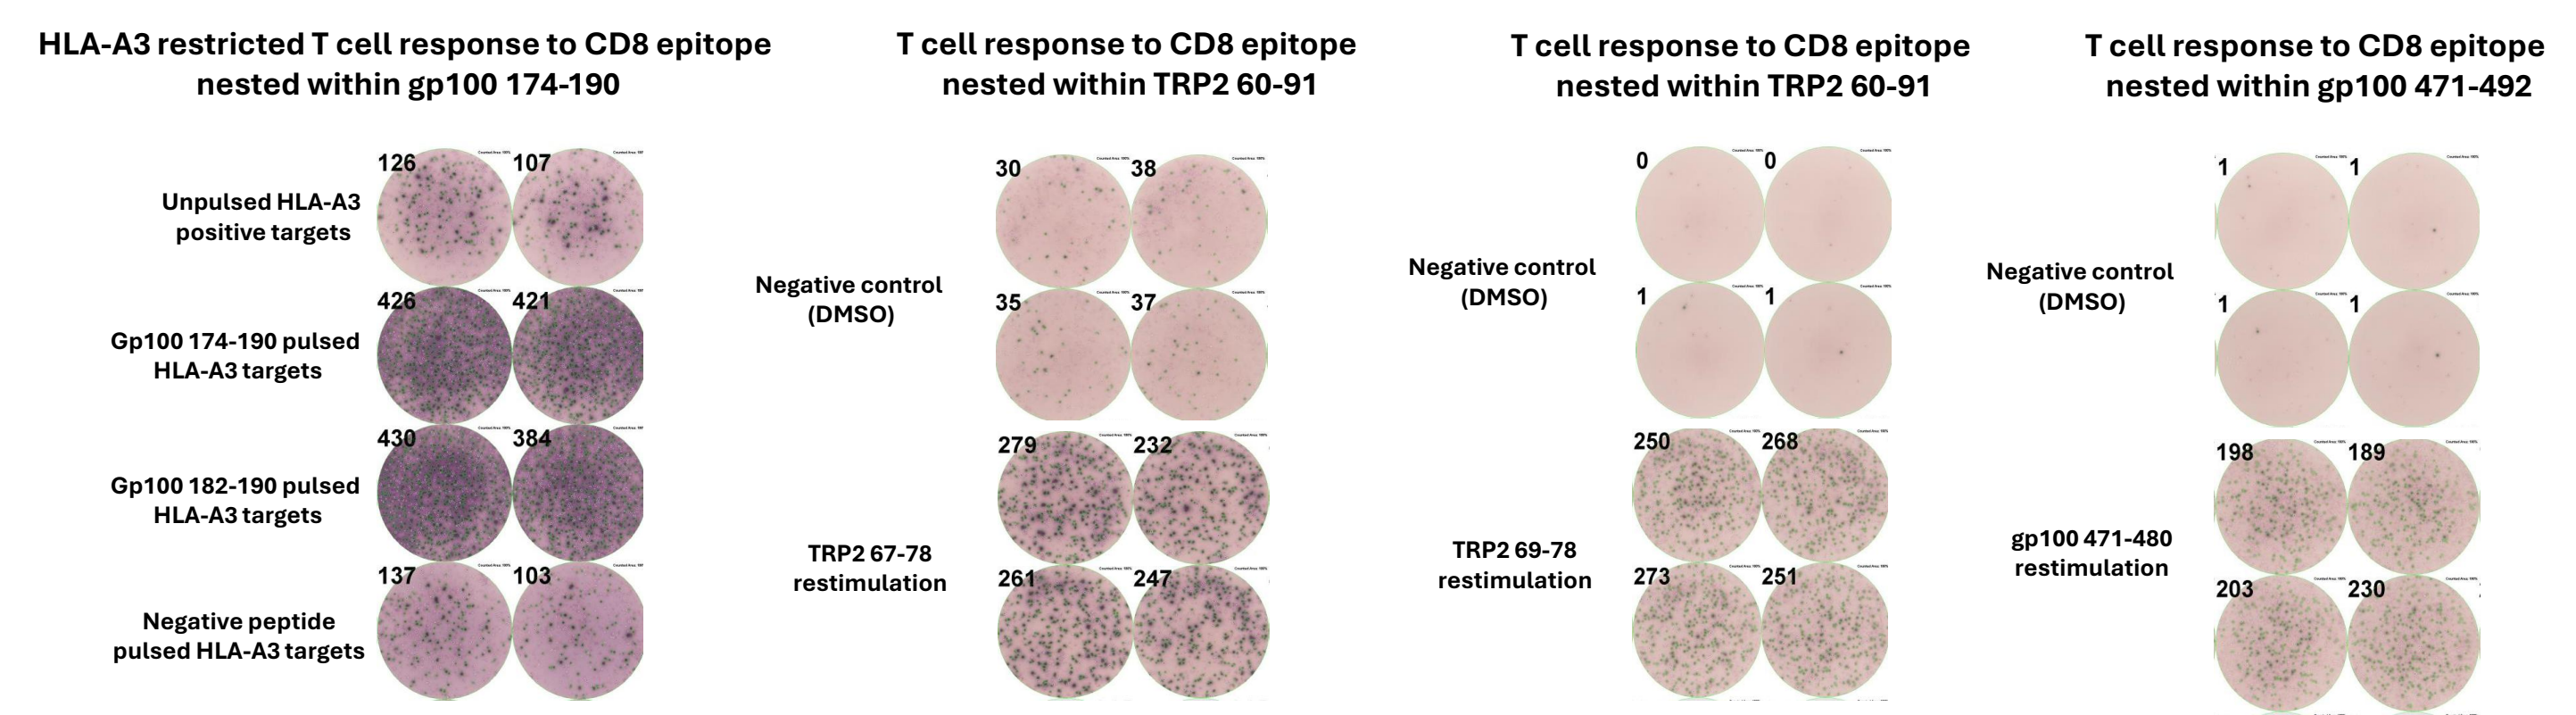 HLA-A3 restricted T cell response to CD8 epitope
nested within gp100 174-190
Unpulsed HLA-A3
positive targets
126
107
Gp100 174-190 pulsed
HLA-A3 targets
426
421
Gp100 182-190 pulsed
HLA-A3 targets
430
384
Negative peptide
pulsed HLA-A3 targets
137
103
T cell response to CD8 epitope
nested within TRP2 60-91
Negative control
(DMSO)
30
38
35
37
TRP2 67-78
restimulation
279
232
261
247
T cell response to CD8 epitope
nested within TRP2 60-91
Negative control
(DMSO)
0
0
1
1
TRP2 69-78
restimulation
250
268
273
251
T cell response to CD8 epitope
nested within gp100 471-492
Negative control
(DMSO)
1
1
1
1
gp100 471-480
restimulation
198
189
203
230